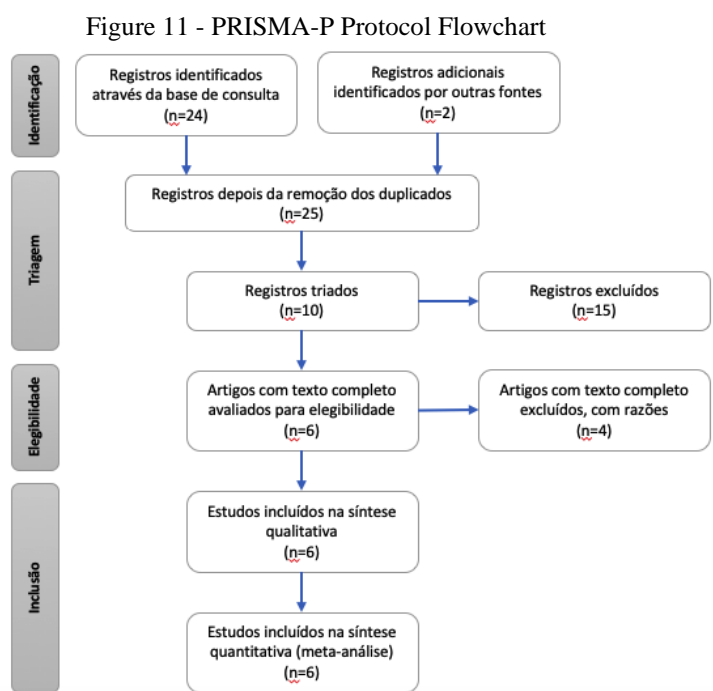 Figure 11 - PRISMA-P Protocol Flowchart
Identificação
Registros identificados
através da base de consulta
(n=24)
Registros adicionais
identificados por outras fontes
(n=2)
Triagem
Registros depois da remoção dos duplicados
(n=25)
Registros triados
(n=10)
Registros excluídos
(n=15)
Elegibilidade
Artigos com texto completo
avaliados para elegibilidade
(n=6)
Artigos com texto completo
excluídos, com razões
(n=4)
Inclusão
Estudos incluídos na síntese
qualitativa
(n=6)
Estudos incluídos na síntese
quantitativa (meta-análise)
(n=6)